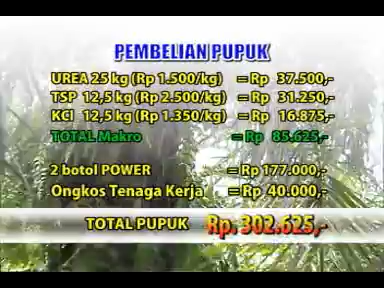 PEMBELIAN PUPUK
UREA 25 kg (Rp 1.500/kg) = Rp 37.500,-
TSP 12,5 kg (Rp 2.500/kg) = Rp 31.250,-
KCl 12,5 kg (Rp 1.350/kg) = Rp 16.875,-
TOTAL Makro = Rp 85.625,-
2 botol POWER = Rp 177.000,-
Ongkos Tenaga Kerja = Rp 40.000,-
TOTAL PUPUK Rp. 302.625,-